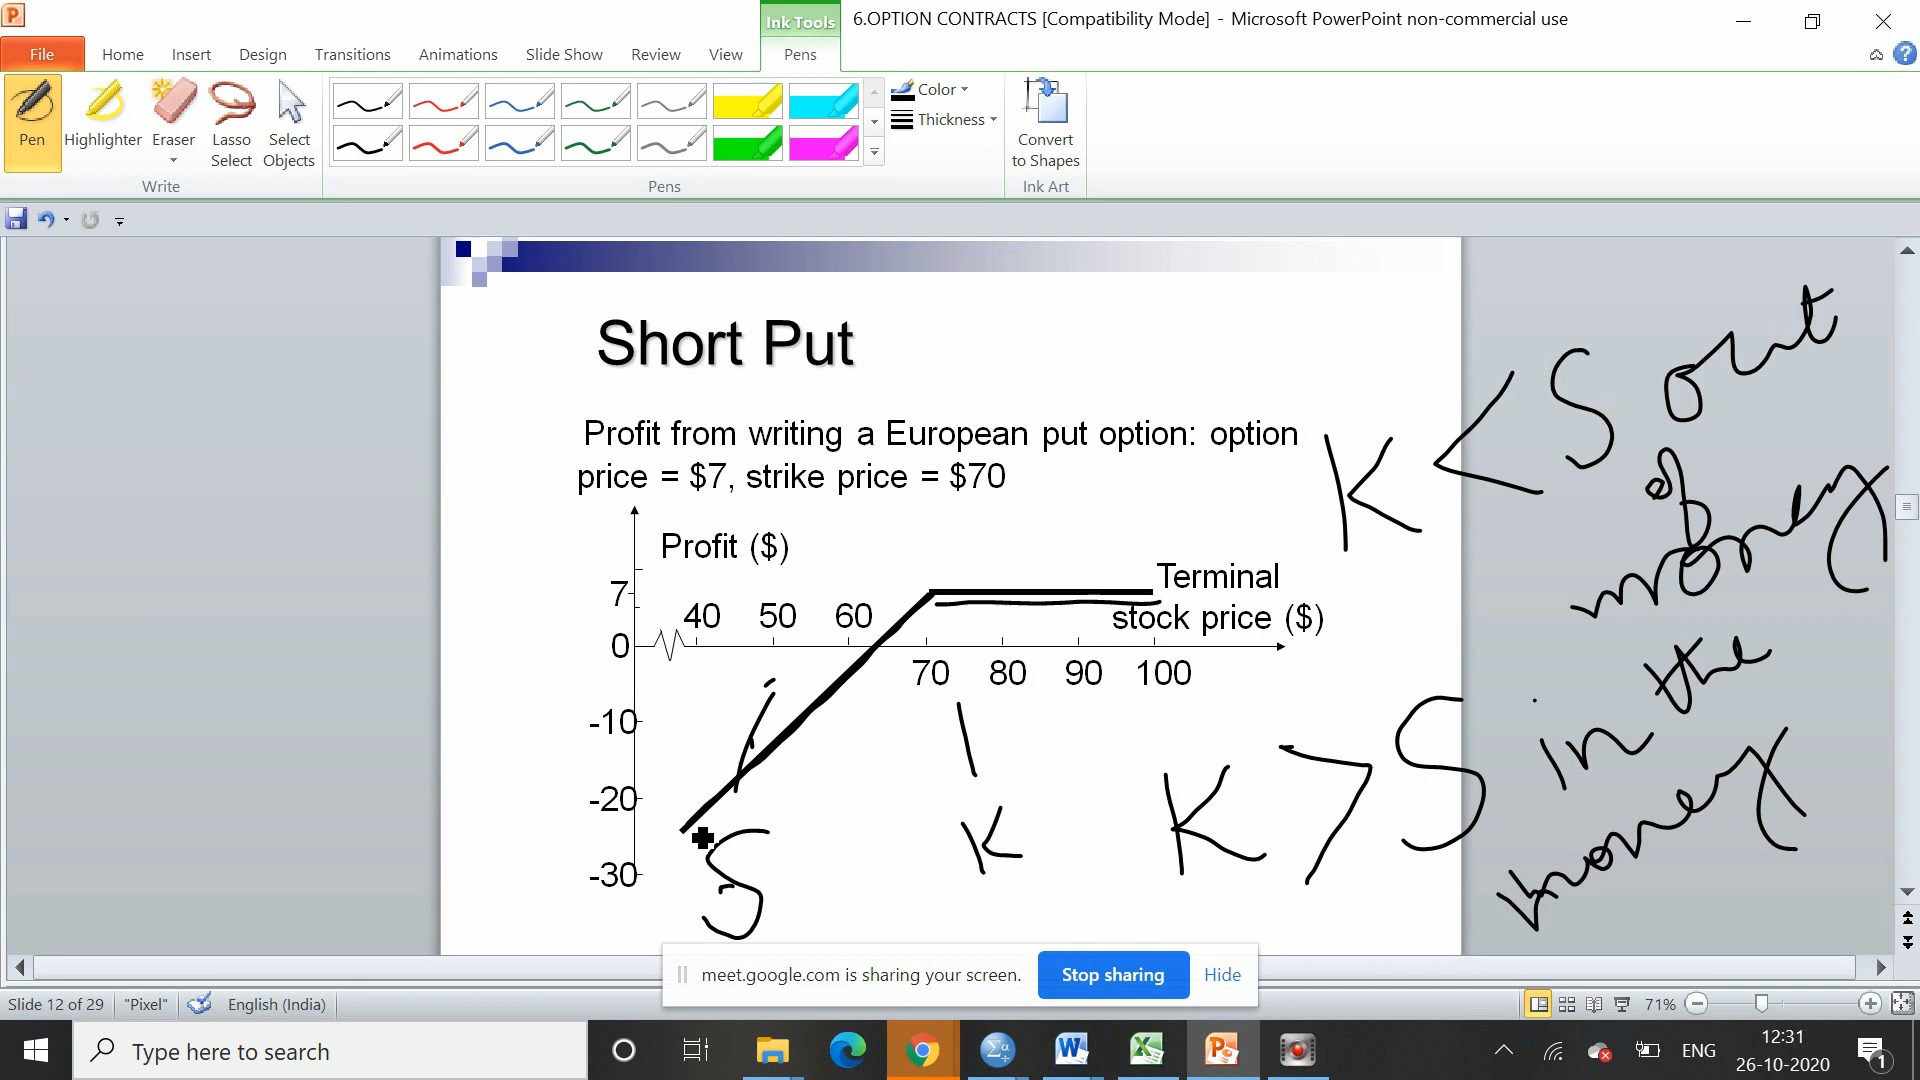 Ink Tools
6.OPTION CONTRACTS [Compatibility Mode] - Microsoft PowerPoint non-commercial use
File Home Insert Design Transitions Animations Slide Show Review View Pens
Pen Highlighter Eraser Lasso Select Select Objects
Color
Thickness
Convert to Shapes
Write Pens Ink Art
Short Put
Profit from writing a European put option: option
price = $7, strike price = $70
Profit ($)
Terminal
stock price ($)
7
40 50 60
0
70 80 90 100
-10
-20
-30
S
K
K < S out
of
money
K > S in the
money
meet.google.com is sharing your screen. Stop sharing Hide
Slide 12 of 29 "Pixel" English (India) 71%
Type here to search
ENG
12:31
26-10-2020
1